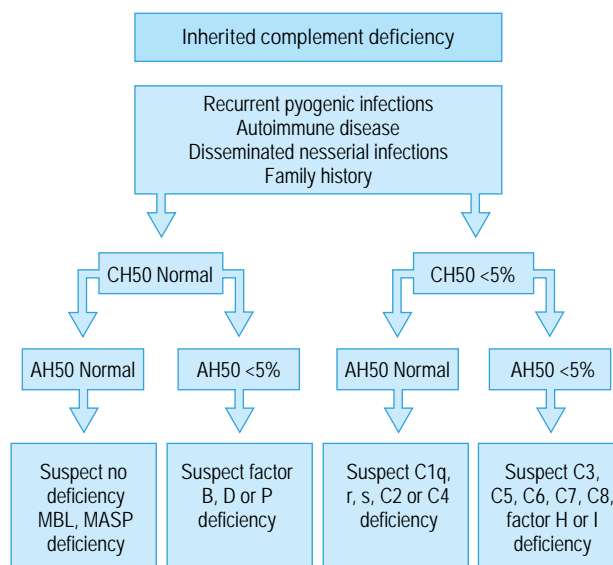 Inherited complement deficiency
Recurrent pyogenic infections
Autoimmune disease
Disseminated nesserial infections
Family history
CH50 Normal
CH50 <5%
AH50 Normal
AH50 <5%
AH50 Normal
AH50 <5%
Suspect no
deficiency
MBL, MASP
deficiency
Suspect factor
B, D or P
deficiency
Suspect C1q,
r, s, C2 or C4
deficiency
Suspect C3,
C5, C6, C7, C8,
factor H or I
deficiency